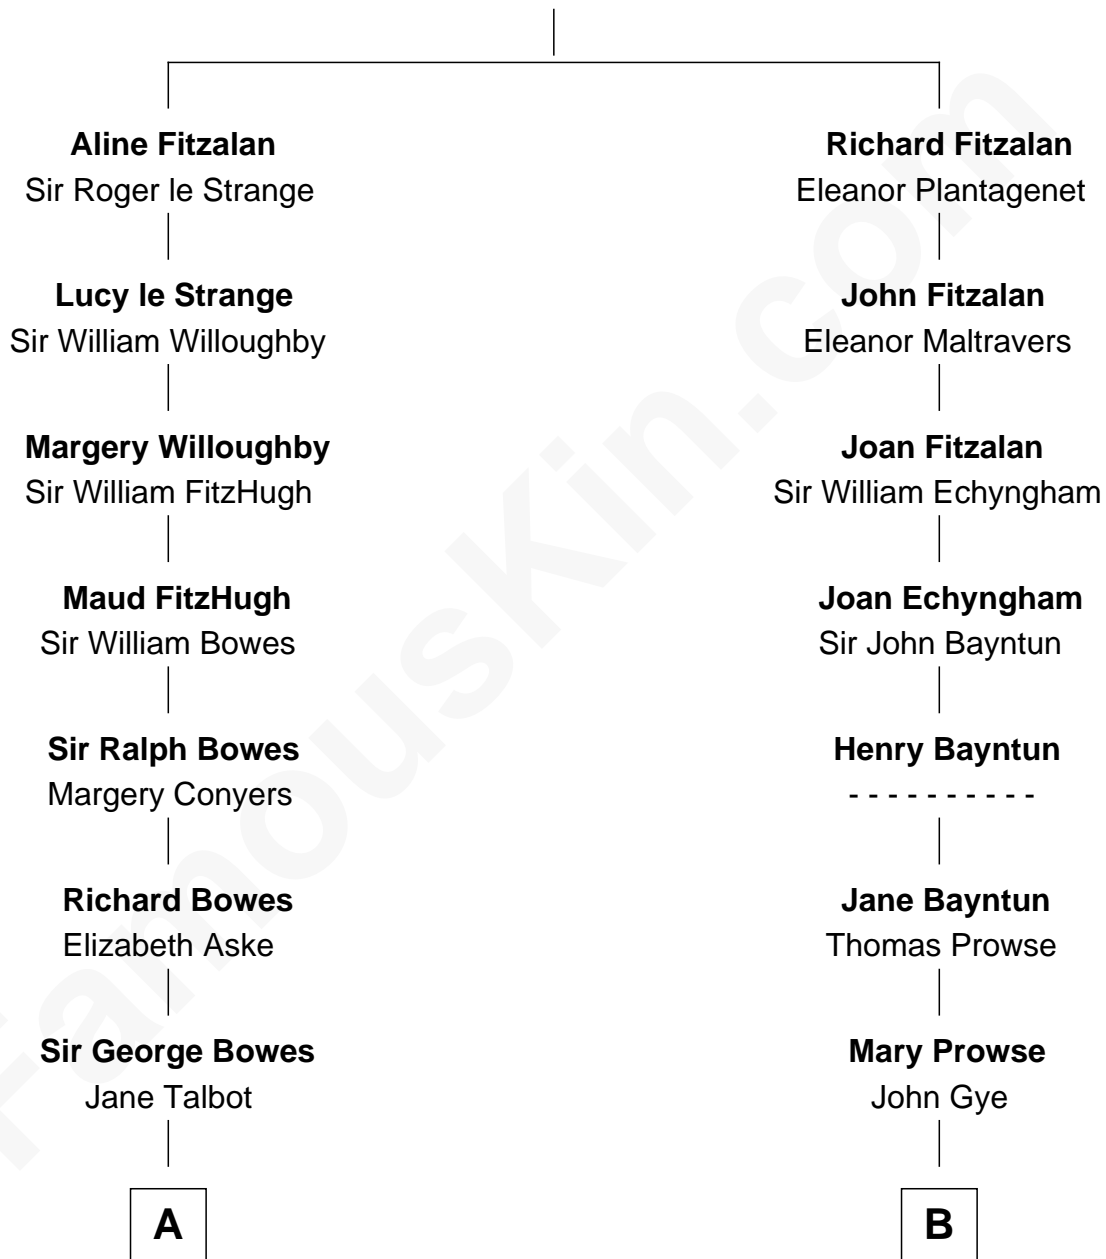 Aline Fitzalan
Sir Roger le Strange
Lucy le Strange
Sir William Willoughby
Margery Willoughby
Sir William FitzHugh
Maud FitzHugh
Sir William Bowes
Sir Ralph Bowes
Margery Conyers
Richard Bowes
Elizabeth Aske
Sir George Bowes
Jane Talbot
A
Richard Fitzalan
Eleanor Plantagenet
John Fitzalan
Eleanor Maltravers
Joan Fitzalan
Sir William Echyngham
Joan Echyngham
Sir John Bayntun
Henry Bayntun
- - - - - - - - - -
Jane Bayntun
Thomas Prowse
Mary Prowse
John Gye
B
FamousKin.com